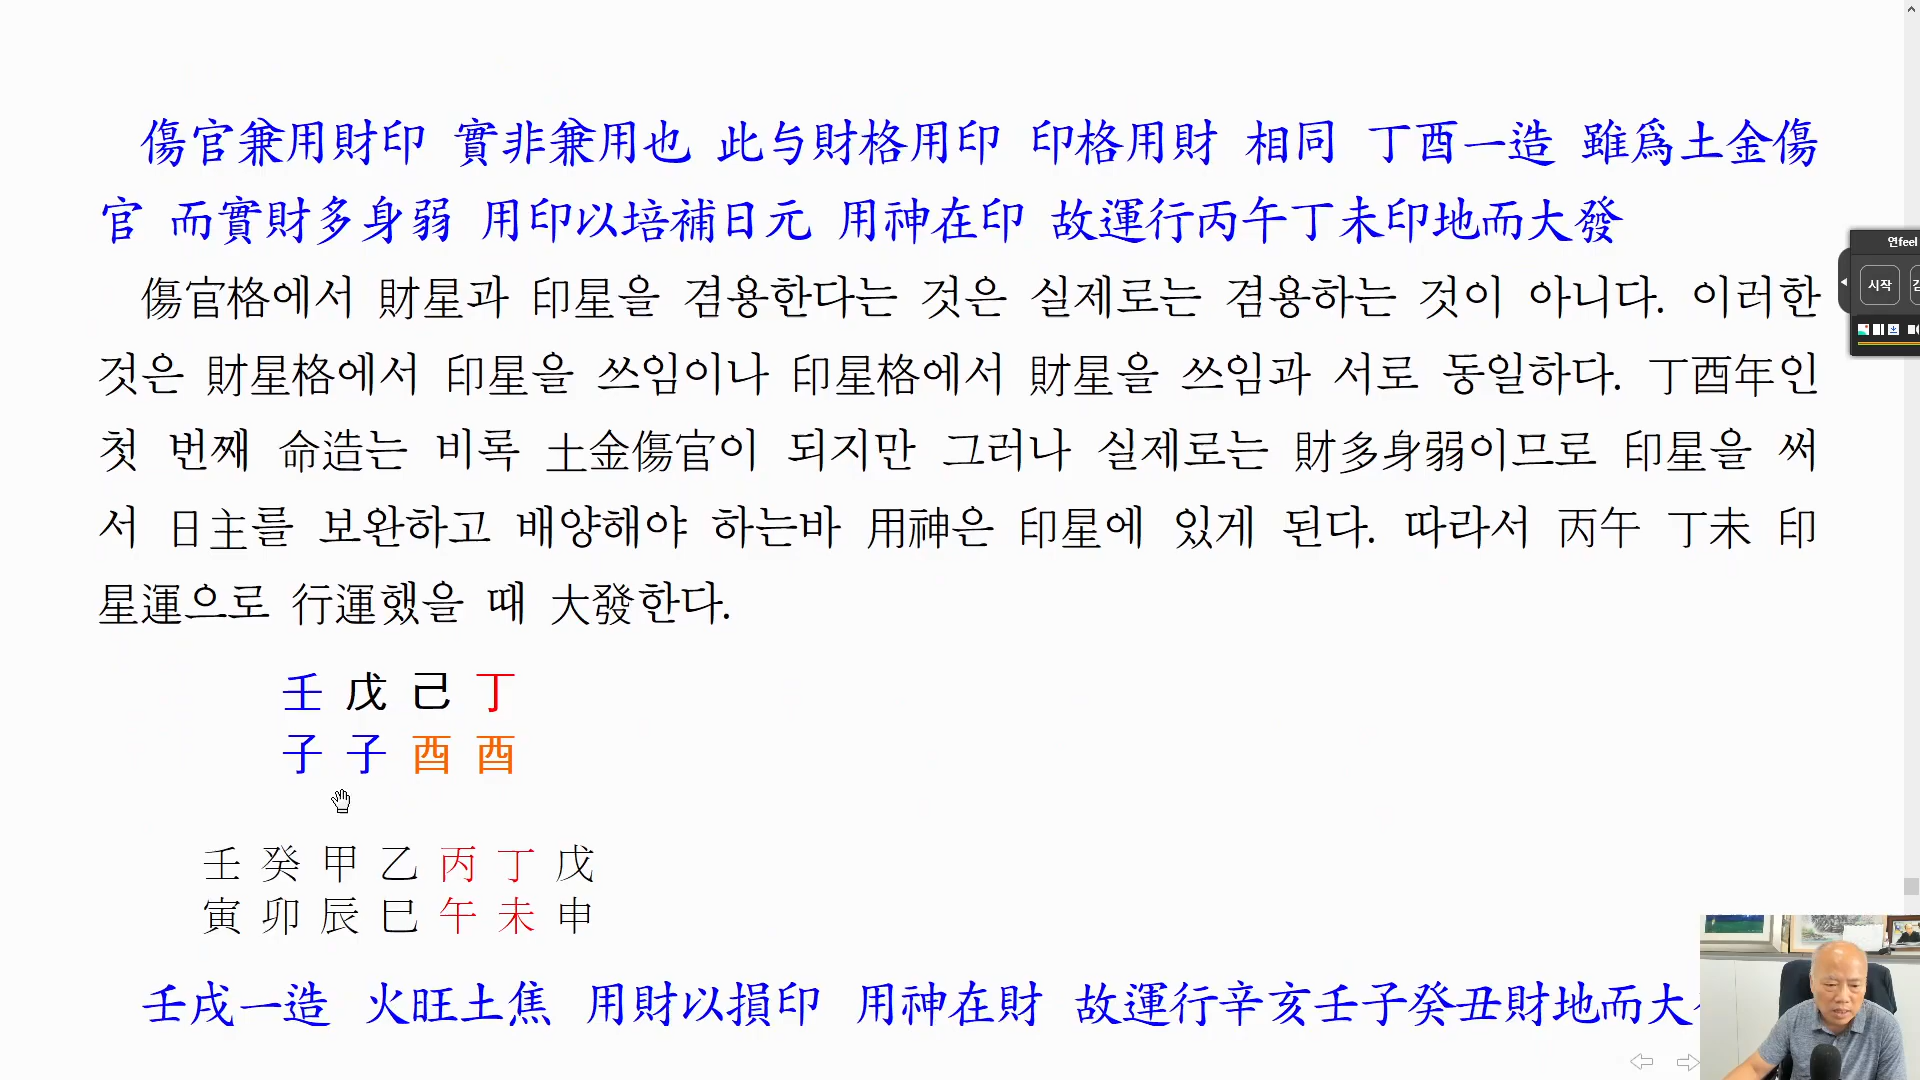 傷官兼用財印 實非兼用也 此与財格用印 印格用財 相同 丁酉一造 雖爲土金傷
官 而實財多身弱 用印以培補日元 用神在印 故運行丙午丁未印地而大發
傷官格에서 財星과 印星을 겸용한다는 것은 실제로는 겸용하는 것이 아니다. 이러한
것은 財星格에서 印星을 쓰임이나 印星格에서 財星을 쓰임과 서로 동일하다. 丁酉年인
첫 번째 命造는 비록 土金傷官이 되지만 그러나 실제로는 財多身弱이므로 印星을 써
서 日主를 보완하고 배양해야 하는바 用神은 印星에 있게 된다. 따라서 丙午 丁未 印
星運으로 行運했을 때 大發한다.
壬 戊 己 丁
子 子 酉 酉
壬 癸 甲 乙 丙 丁 戊
寅 卯 辰 巳 午 未 申
壬戌一造 火旺土焦 用財以損印 用神在財 故運行辛亥壬子癸丑財地而大
연feel
시작